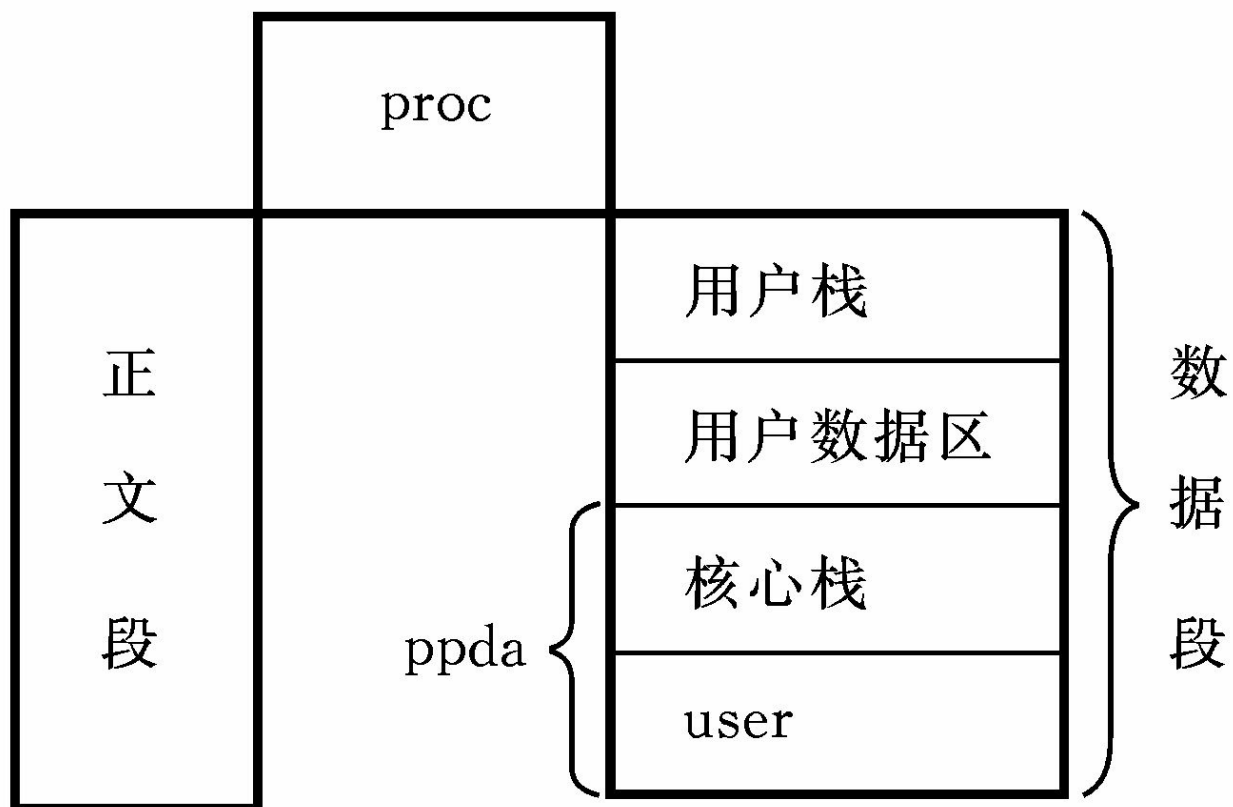 proc
正文段
用户栈
用户数据区
核心栈
user
ppda
数据段